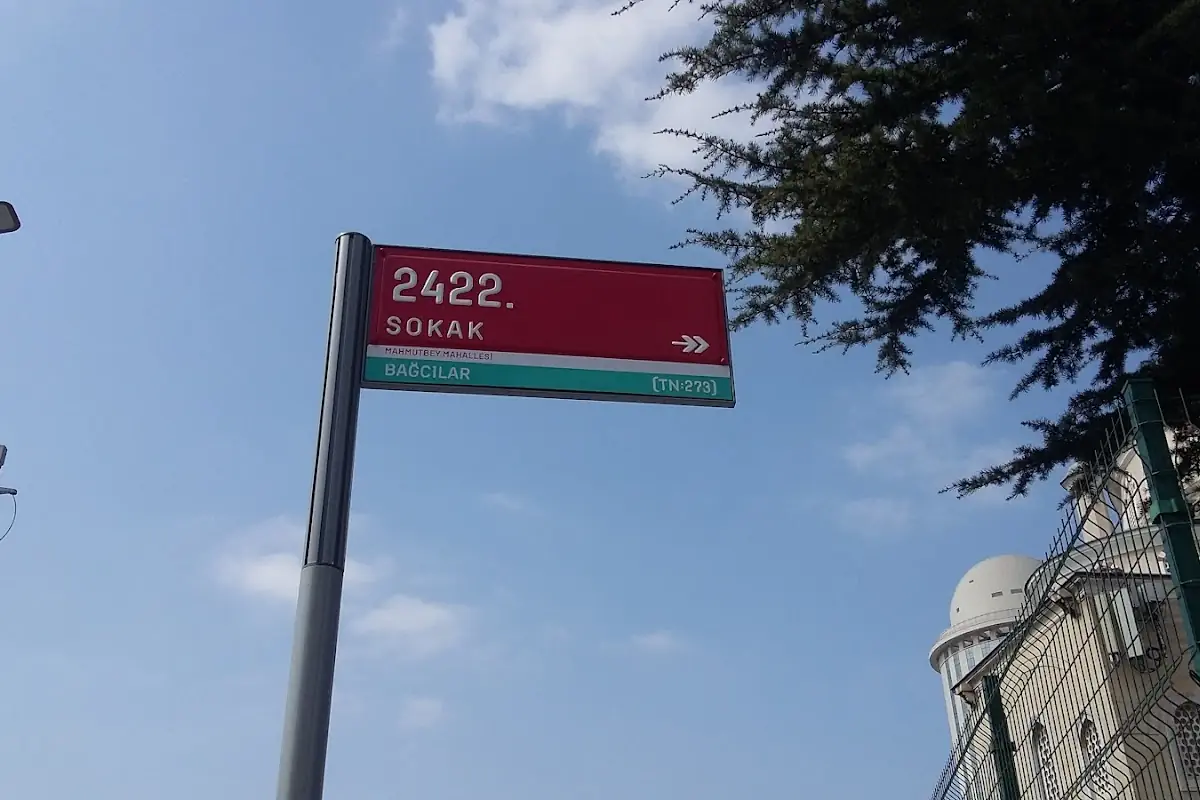 2422.
SOKAK
MAHMUTBEY MAHALLESİ
BAĞCILAR
(TN:273)